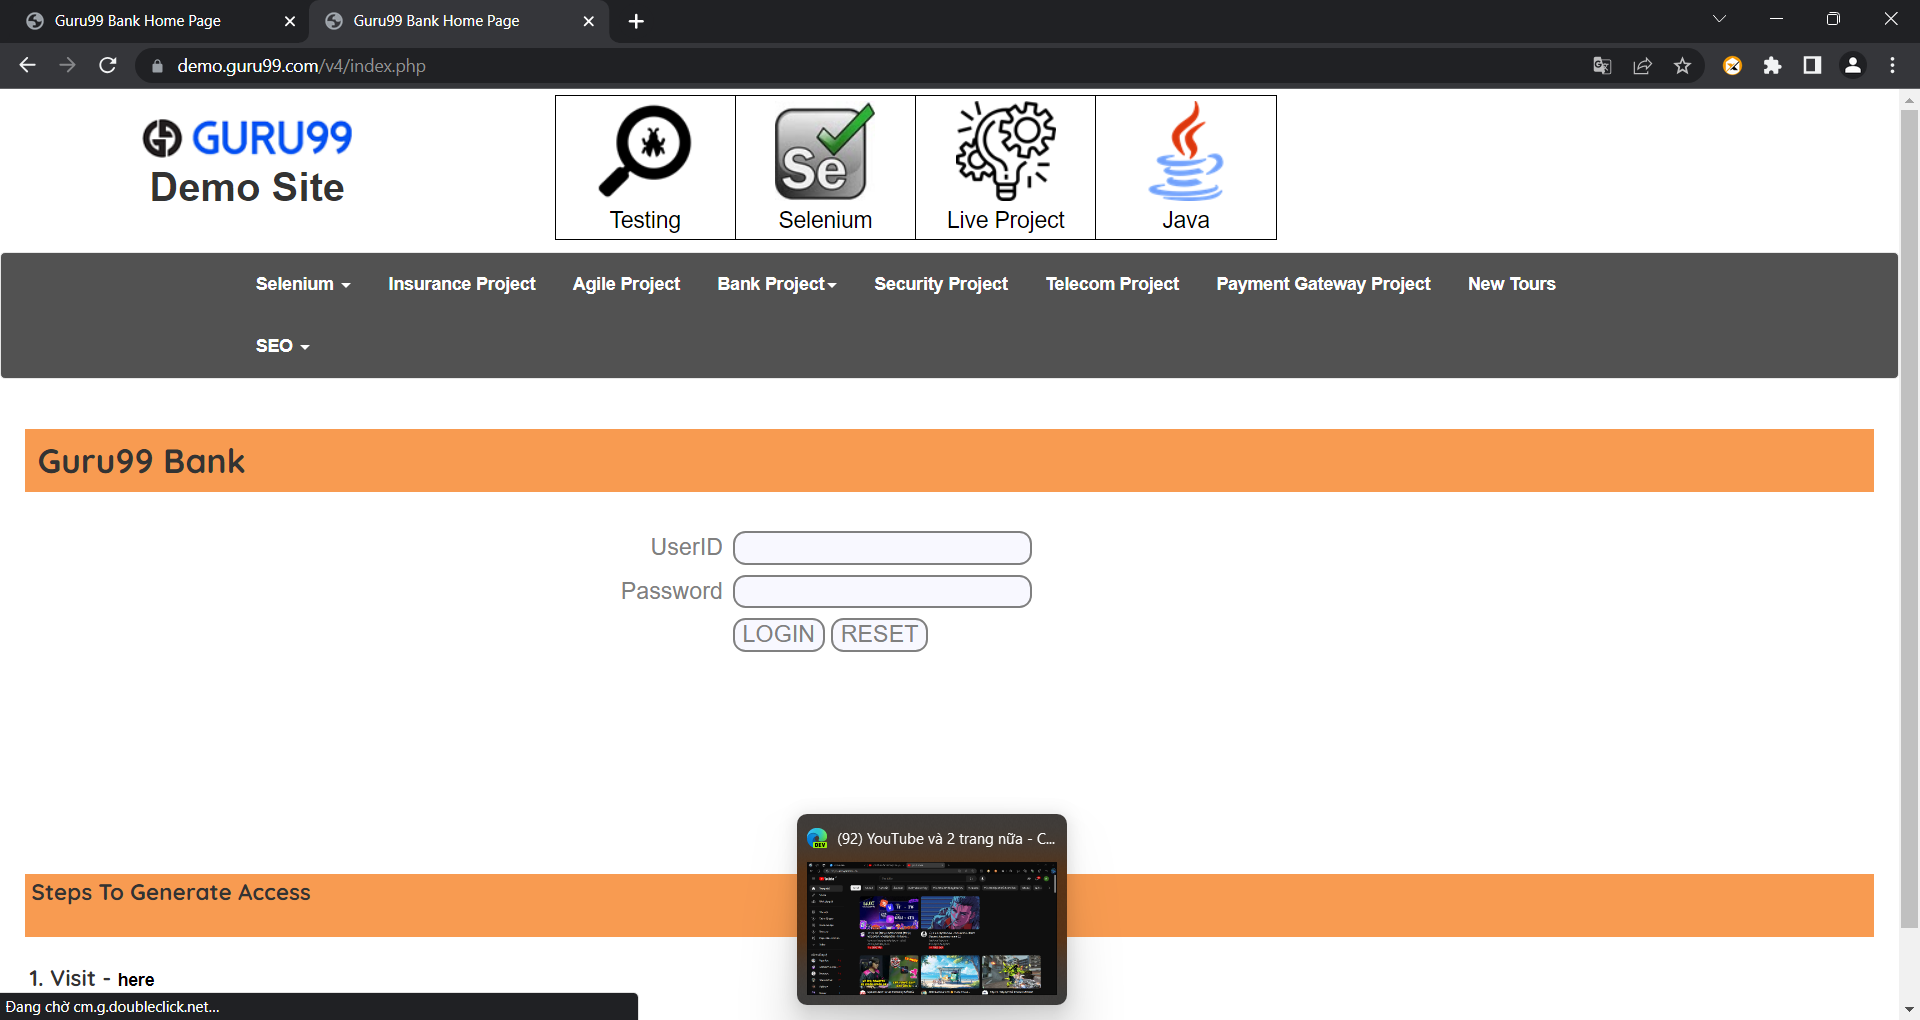 Guru99 Bank Home Page
Guru99 Bank Home Page
demo.guru99.com/v4/index.php
GURU99
Demo Site
Se
Testing
Selenium
Live Project
Java
Selenium
Insurance Project
Agile Project
Bank Project
Security Project
Telecom Project
Payment Gateway Project
New Tours
SEO
Guru99 Bank
UserID
Password
LOGIN
RESET
(92) YouTube và 2 trang nữa - C...
DEV
Steps To Generate Access
1. Visit - here
Đang chờ cm.g.doubleclick.net...